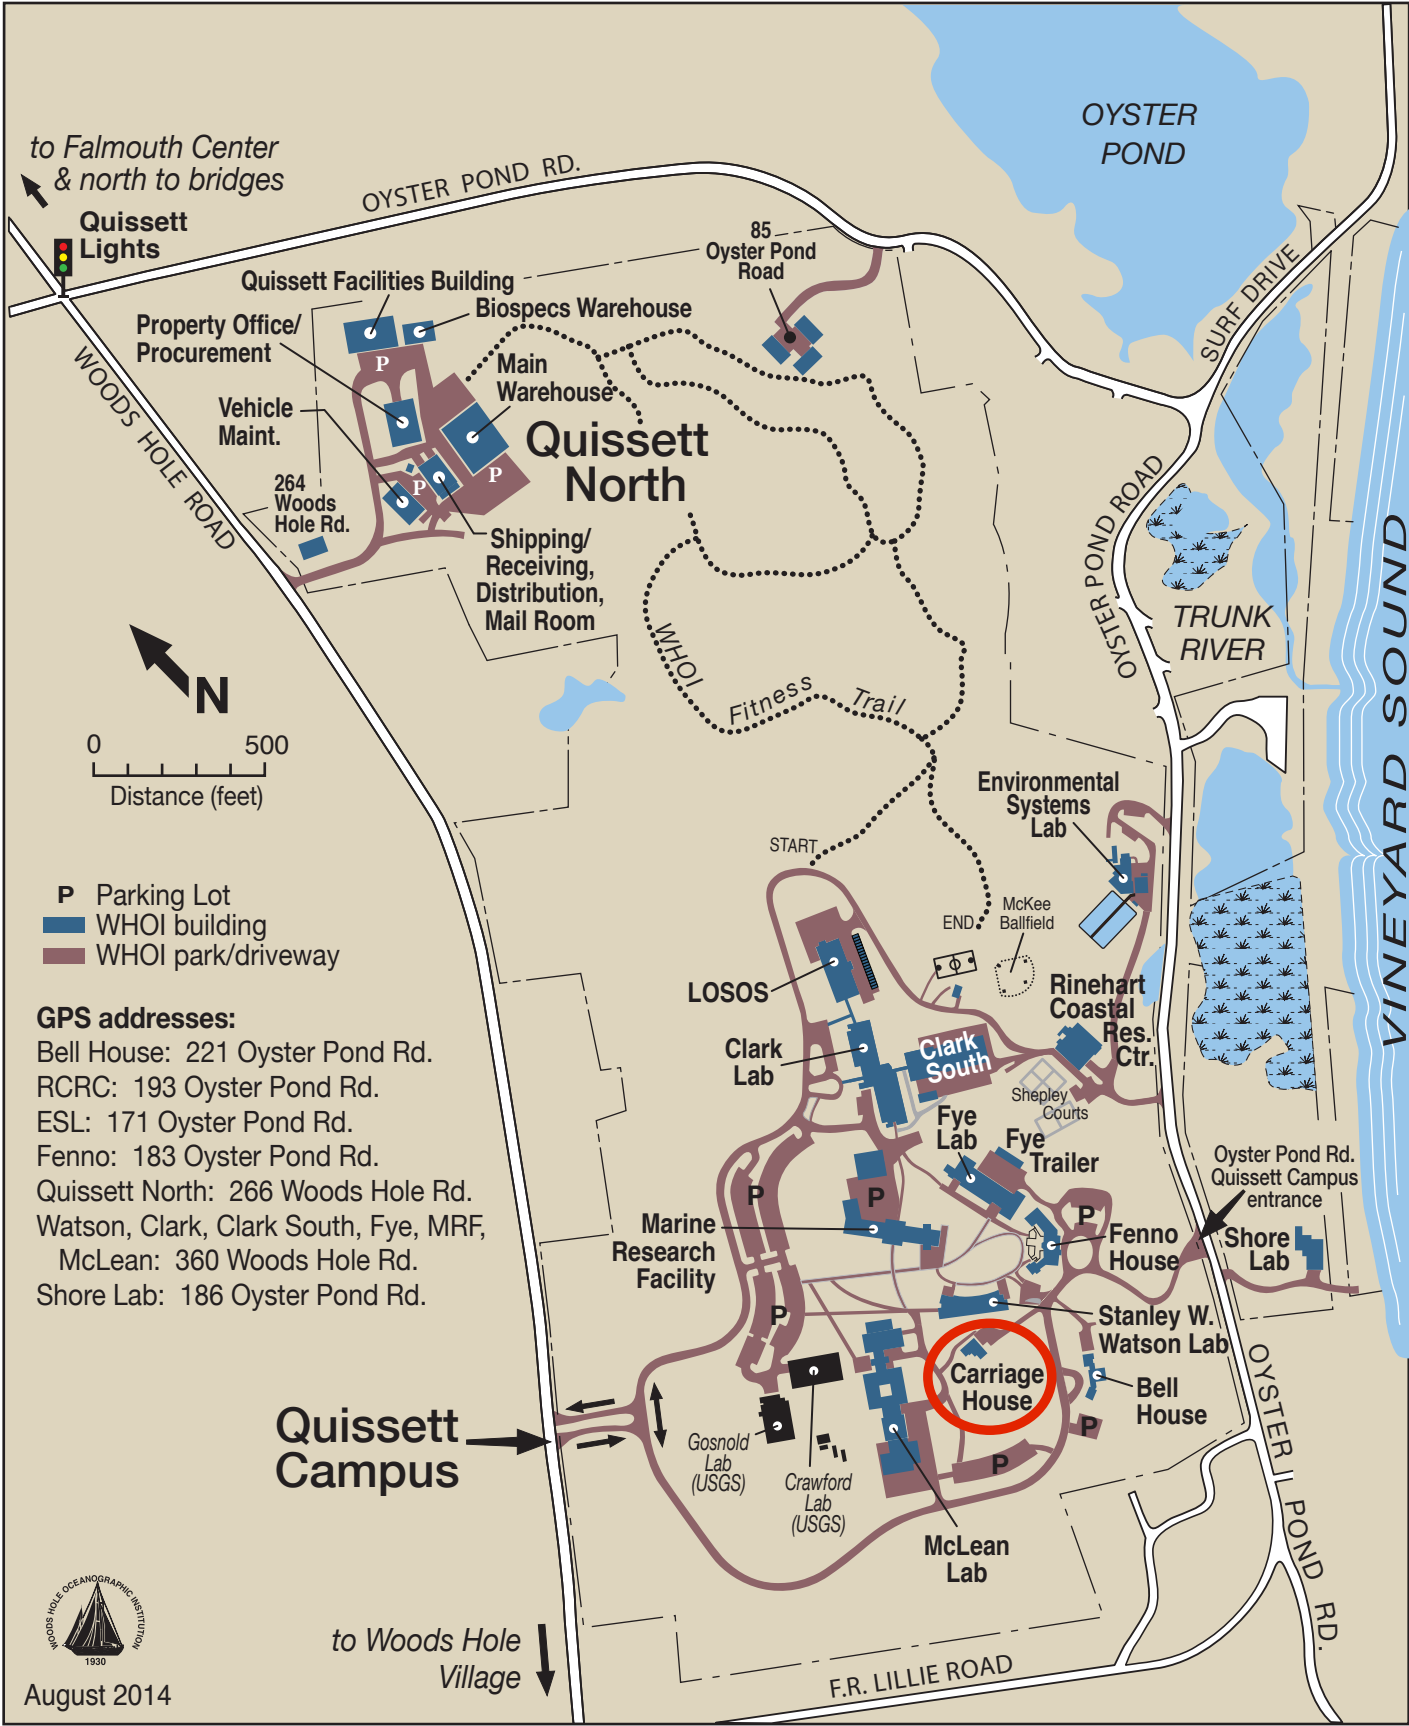 OYSTER
POND
to Falmouth Center
& north to bridges
OYSTER POND RD.
Quissett
Lights
85
Oyster Pond
Road
SURF DRIVE
Quissett Facilities Building
Biospecs Warehouse
Property Office/
Procurement
P
Main
Warehouse
WOODS HOLE ROAD
Vehicle
Maint.
Quissett
North
P
P
264
Woods
Hole Rd.
OYSTER POND ROAD
Shipping/
Receiving,
Distribution,
Mail Room
VINEYARD SOUND
TRUNK
RIVER
WHOI
Fitness
Trail
N
0 500
Distance (feet)
Environmental
Systems
Lab
START
P Parking Lot
WHOI building
WHOI park/driveway
McKee
Ballfield
END
LOSOS
Rinehart
Coastal
Res.
Ctr.
GPS addresses:
Bell House: 221 Oyster Pond Rd.
RCRC: 193 Oyster Pond Rd.
ESL: 171 Oyster Pond Rd.
Fenno: 183 Oyster Pond Rd.
Quissett North: 266 Woods Hole Rd.
Watson, Clark, Clark South, Fye, MRF,
McLean: 360 Woods Hole Rd.
Shore Lab: 186 Oyster Pond Rd.
Clark
Lab
Clark
South
Shepley
Courts
Fye
Lab
Fye
Trailer
Oyster Pond Rd.
Quissett Campus
entrance
P
P
P
Marine
Research
Facility
Fenno
House
Shore
Lab
P
Stanley W.
Watson Lab
Carriage
House
Bell
House
OYSTER POND RD.
P
Quissett
Campus
Gosnold
Lab
(USGS)
Crawford
Lab
(USGS)
P
McLean
Lab
WOODS HOLE OCEANOGRAPHIC INSTITUTION
1930
August 2014
to Woods Hole
Village
F.R. LILLIE ROAD